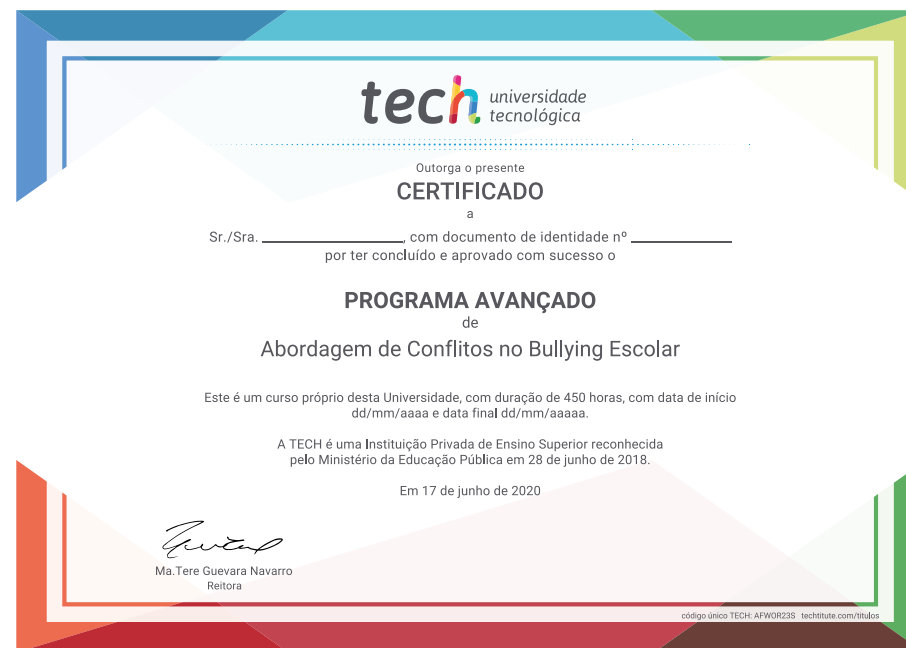 tech universidade
tecnológica
Outorga o presente
CERTIFICADO
a
Sr./Sra. ____________, com documento de identidade nº ____________
por ter concluído e aprovado com sucesso o
PROGRAMA AVANÇADO
de
Abordagem de Conflitos no Bullying Escolar
Este é um curso próprio desta Universidade, com duração de 450 horas, com data de início
dd/mm/aaaa e data final dd/mm/aaaaa.
A TECH é uma Instituição Privada de Ensino Superior reconhecida
pelo Ministério da Educação Pública em 28 de junho de 2018.
Em 17 de junho de 2020
Ma.Tere Guevara Navarro
Reitora
código único TECH: AFWOR23S techtitute.com/titulos